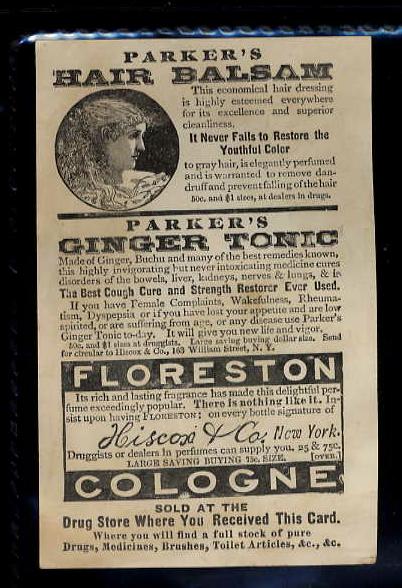 PARKER'S
HAIR BALSAM
This economical hair dressing
is highly esteemed everywhere
for its excellence and superior
cleanliness.
It Never Fails to Restore the
Youthful Color
to gray hair, is elegantly perfumed
and is warranted to remove dan-
druff and prevent falling of the hair
50c. and $1 sizes, at dealers in drugs.
PARKER'S
GINGER TONIC
Made of Ginger, Buchu and many of the best remedies known,
this highly invigorating but never intoxicating medicine cures
disorders of the bowels, liver, kidneys, nerves & lungs, & is
The Best Cough Cure and Strength Restorer Ever Used.
If you have Female Complaints, Wakefulness, Rheuma-
tism, Dyspepsia or if you have lost your appetite and are low
spirited, or are suffering from age, or any disease use Parker's
Ginger Tonic to-day. It will give you new life and vigor.
50c. and $1 sizes at druggists. Large saving buying dollar size. Send
for circular to Hiscox & Co., 163 William Street, N. Y.
FLORESTON
Its rich and lasting fragrance has made this delightful per-
fume exceedingly popular. There is nothing like it. In-
sist upon having FLORESTON; on every bottle signature of
Hiscox & Co. New York.
Druggists or dealers in perfumes can supply you. 25 & 75c.
LARGE SAVING BUYING 75c. SIZE. [OVER.]
COLOGNE
SOLD AT THE
Drug Store Where You Received This Card.
Where you will find a full stock of pure
Drugs, Medicines, Brushes, Toilet Articles, &c., &c.